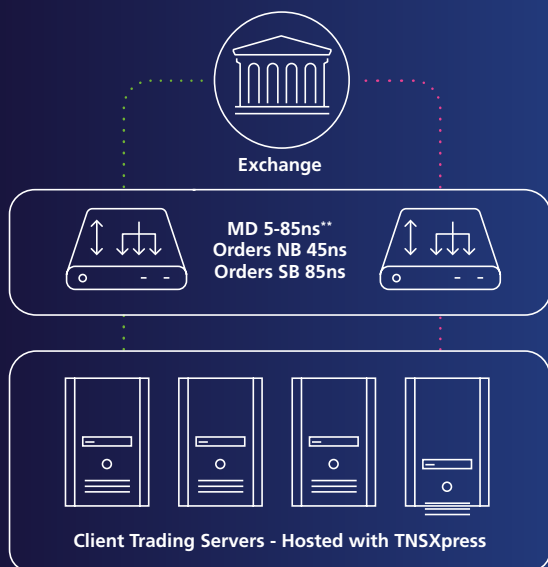 Exchange
MD 5-85ns**
Orders NB 45ns
Orders SB 85ns
Client Trading Servers - Hosted with TNSXpress